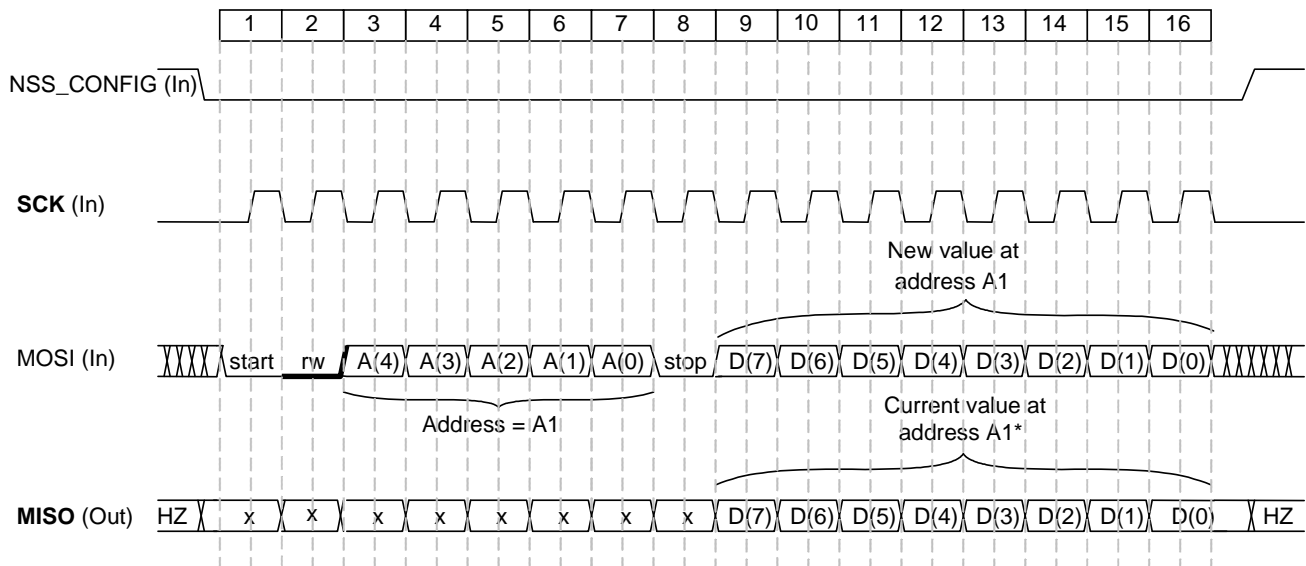 1 2 3 4 5 6 7 8 9 10 11 12 13 14 15 16
NSS_CONFIG (In)
SCK (In)
New value at
address A1
MOSI (In) start rw A(4) A(3) A(2) A(1) A(0) stop D(7) D(6) D(5) D(4) D(3) D(2) D(1) D(0)
Address = A1
Current value at
address A1*
MISO (Out) HZ x x x x x x x x D(7) D(6) D(5) D(4) D(3) D(2) D(1) D(0) HZ